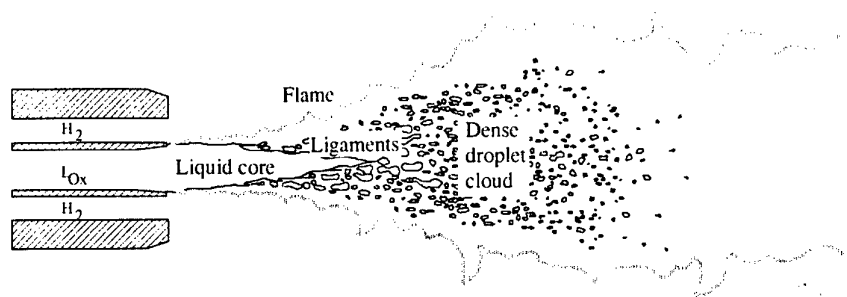 Flame
H2
Ligaments
Dense
droplet
cloud
Liquid core
LOx
H2